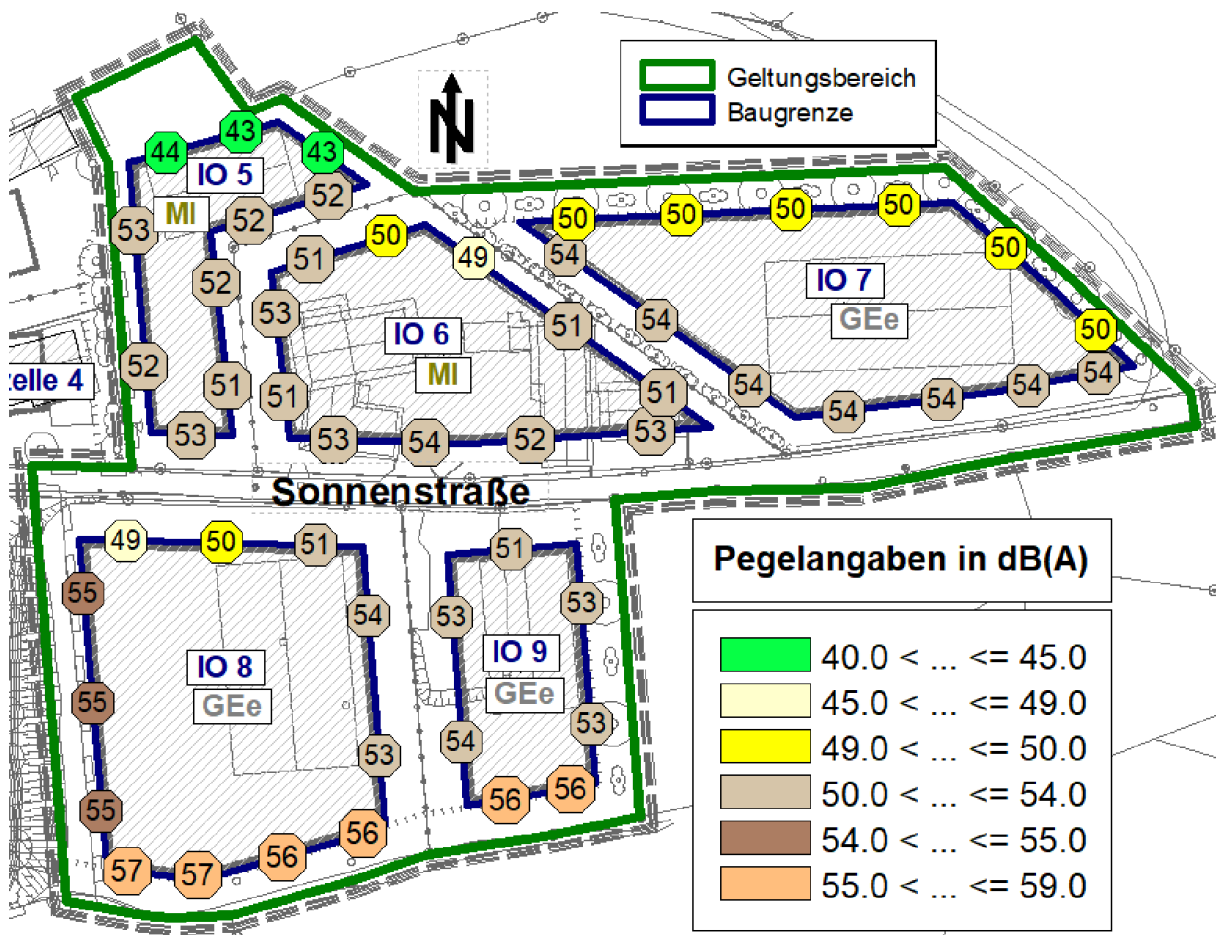 Geltungsbereich
Baugrenze
N
43
44
43
IO 5
52
MI
53
52
50
50
50
50
50
51
49
50
54
52
IO 7
53
54
51
GEe
IO 6
50
MI
52
zelle 4
51
51
51
54
54
54
54
54
53
53
54
52
53
Sonnenstraße
49
50
51
51
Pegelangaben in dB(A)
55
54
53
53
IO 8
GEe
IO 9
GEe
55
53
54
53
55
56
56
57
57
56
56
40.0 < ... <= 45.0
45.0 < ... <= 49.0
49.0 < ... <= 50.0
50.0 < ... <= 54.0
54.0 < ... <= 55.0
55.0 < ... <= 59.0